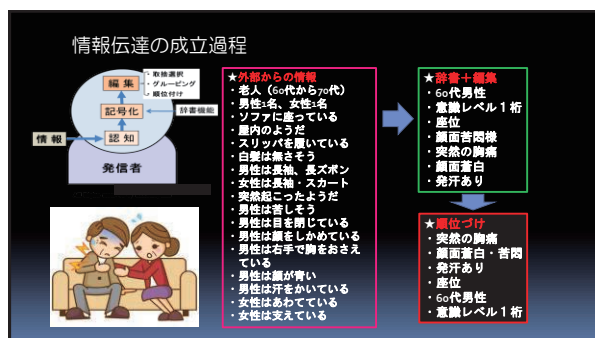 情報伝達の成立過程
編集
・取捨選択
・グルーピング
・順位付け
記号化
辞書機能
情報
認知
発信者
★外部からの情報
・老人（60代から70代）
・男性1名、女性1名
・ソファに座っている
・屋内のようだ
・スリッパを履いている
・白髪は無さそう
・男性は長袖、長ズボン
・女性は長袖・スカート
・突然起こったようだ
・男性は苦しそう
・男性は目を閉じている
・男性は顔をしかめている
・男性は右手で胸をおさえ
ている
・男性は顔が青い
・男性は汗をかいている
・女性はあわてている
・女性は支えている
★辞書＋編集
・60代男性
・意識レベル１桁
・座位
・顔面苦悶様
・突然の胸痛
・顔面蒼白
・発汗あり
★順位づけ
・突然の胸痛
・顔面蒼白・苦悶
・発汗あり
・座位
・60代男性
・意識レベル１桁